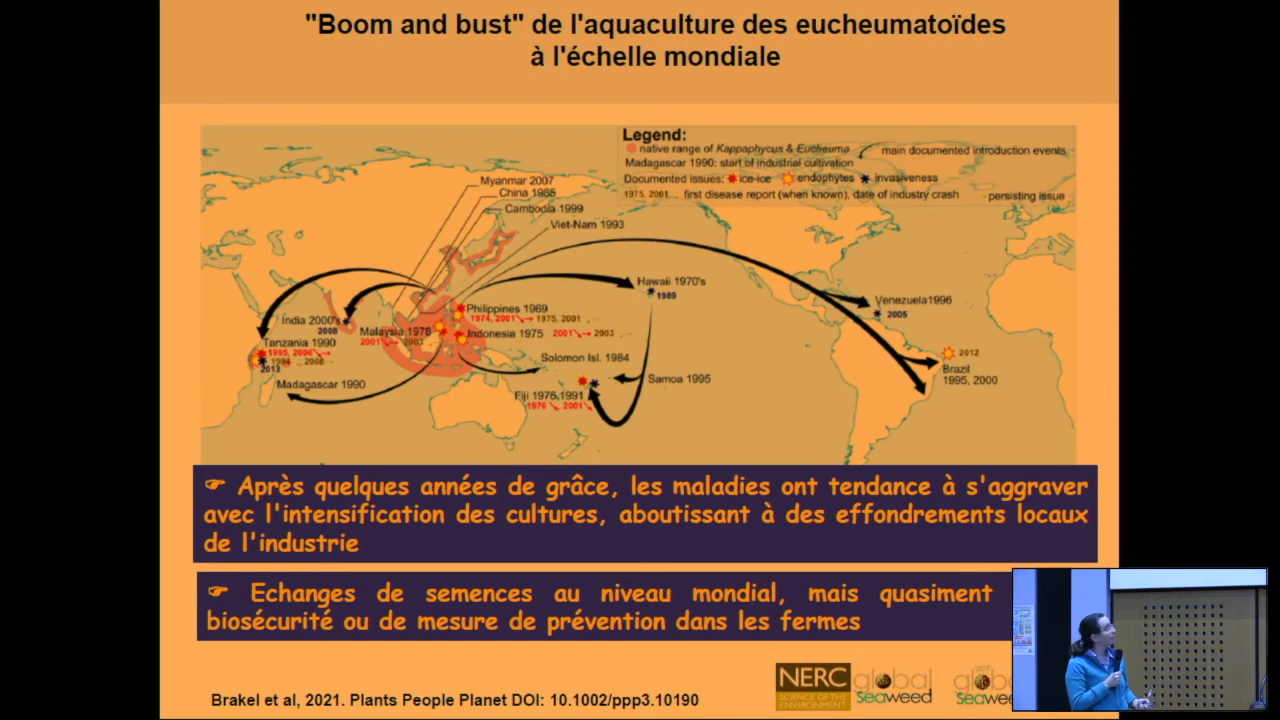 "Boom and bust" de l'aquaculture des eucheumatoïdes
à l'échelle mondiale
Legend:
native range of Kappaphycus & Eucheuma
main documented introduction events
Madagascar 1990: start of industrial cultivation
Documented issues: ice-ice endophytes invasiveness
1975, 2001... first disease report (when known), date of industry crash
persisting issue
Myanmar 2007
China 1985
Cambodia 1999
Viet-Nam 1993
Hawaii 1970's
1989
Venezuela1996
2005
Philippines 1969
1974, 2001 1975, 2001
India 2000's
2008
Malaysia 1978
2001 2003
Indonesia 1975 2001 2003
Tanzania 1990
1995, 2006
1994 2008
2013
Solomon Isl. 1984
2012
Brazil
1995, 2000
Samoa 1995
Madagascar 1990
Fiji 1976,1991
1976 2001
☞ Après quelques années de grâce, les maladies ont tendance à s'aggraver
avec l'intensification des cultures, aboutissant à des effondrements locaux
de l'industrie
☞ Echanges de semences au niveau mondial, mais quasiment
biosécurité ou de mesure de prévention dans les fermes
Brakel et al, 2021. Plants People Planet DOI: 10.1002/ppp3.10190
NERC
SCIENCE OF THE
ENVIRONMENT
global
Seaweed
global
Seawe